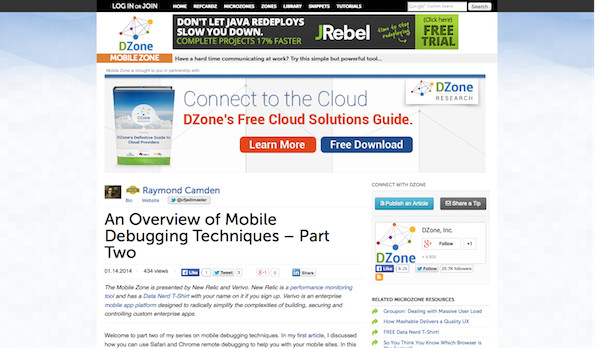 LOG IN OR JOIN
HOME
REFCARDZ
MICROZONES
ZONES
LIBRARY
SNIPPETS
TUTORIALS
Custom Search
Search
DZone
MOBILE ZONE
DON'T LET JAVA REDEPLOYS
SLOW YOU DOWN.
COMPLETE PROJECTS 17% FASTER
JRebel
stop redeploying
(Click here)
FREE
TRIAL
Have a hard time communicating at work? Try this simple but powerful tool...
Mobile Zone is brought to you in partnership with:
DZone
DZone's Definitive Guide to
Cloud Providers
Connect to the Cloud
DZone's Free Cloud Solutions Guide.
Learn More
Free Download
DZone
RESEARCH
Raymond Camden
Bio
Website
@cfjedimaster
An Overview of Mobile
Debugging Techniques – Part
Two
01.14.2014
434 views
Like
1
Tweet
3
+1
0
Share
The Mobile Zone is presented by New Relic and Verivo. New Relic is a performance monitoring
tool and has a Data Nerd T-Shirt with your name on it if you sign up. Verivo is an enterprise
mobile app platform designed to radically simplify the complexities of building, securing and
controlling custom enterprise apps.
Welcome to part two of my series on mobile debugging techniques. In my first article, I discussed
how you can use Safari and Chrome remote debugging to help you with your mobile sites. In this
CONNECT WITH DZONE
Publish an Article
Share a Tip
DZone
DZone, Inc.
Follow
+1
Like
Follow
RELATED MICROZONE RESOURCES
Groupon: Dealing with Massive User Load
How Mashable Delivers a Quality UX
FREE Data Nerd T-Shirt!
So You Think You Know Which Browser is